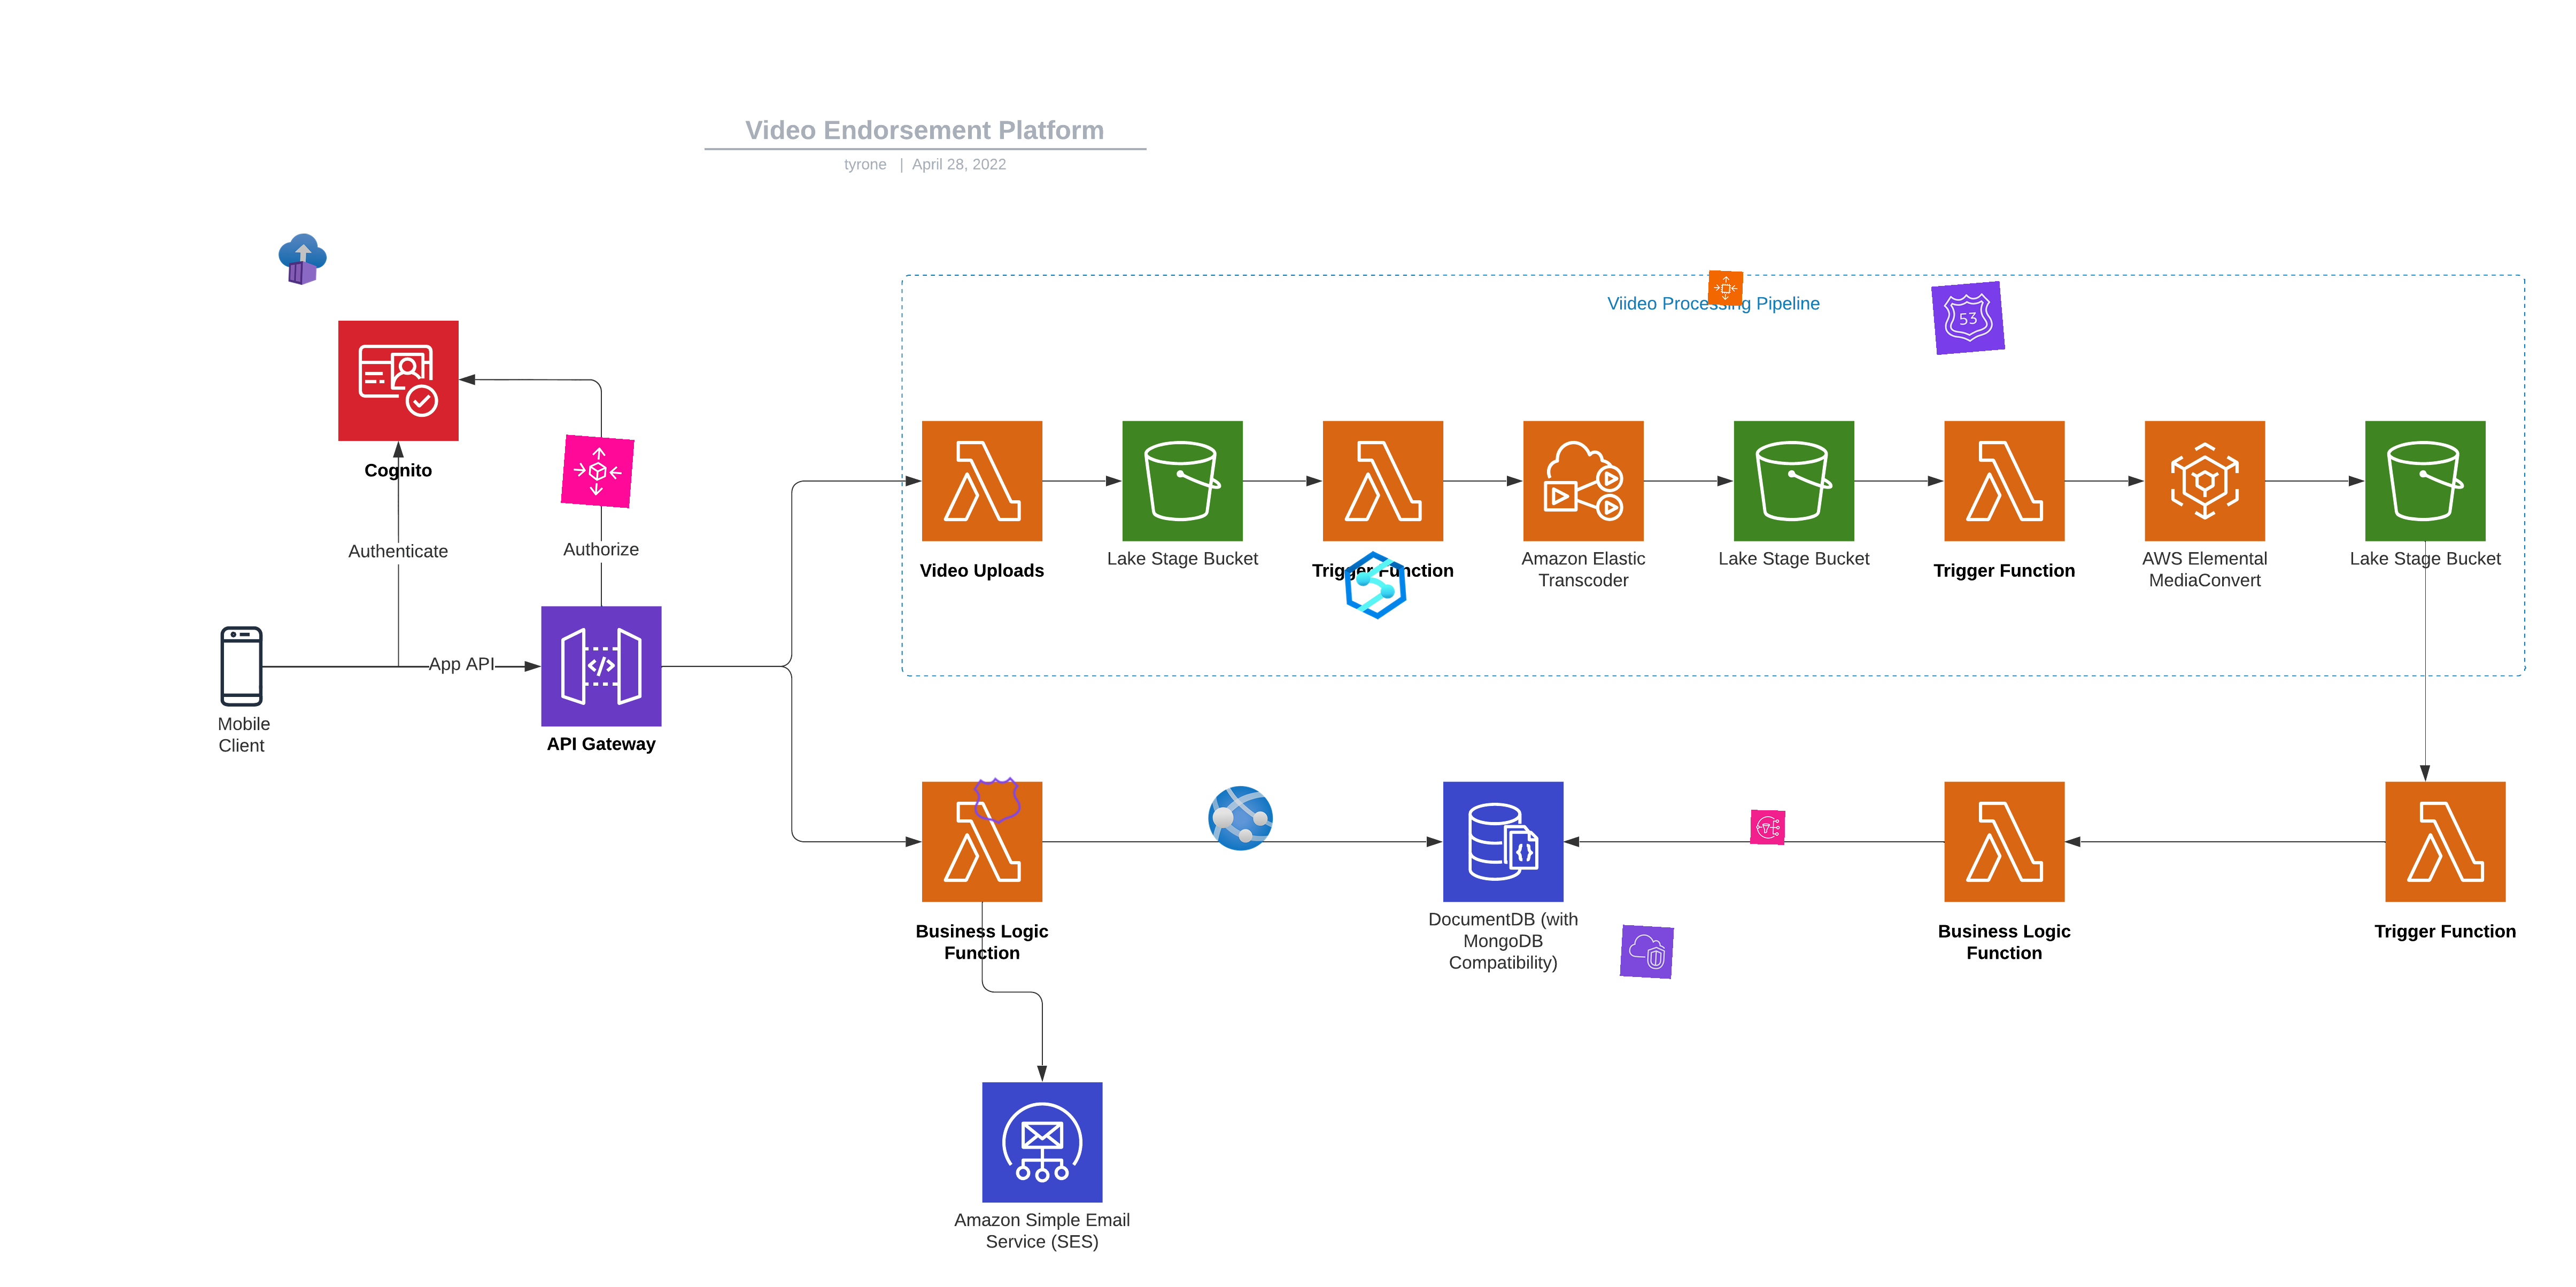 Video Endorsement Platform
tyrone | April 28, 2022
Viideo Processing Pipeline
53
Cognito
Authenticate
Authorize
App API
Mobile
Client
API Gateway
Video Uploads
Lake Stage Bucket
Trigger Function
Amazon Elastic
Transcoder
Lake Stage Bucket
Trigger Function
AWS Elemental
MediaConvert
Lake Stage Bucket
Business Logic
Function
DocumentDB (with
MongoDB
Compatibility)
Business Logic
Function
Trigger Function
Amazon Simple Email
Service (SES)